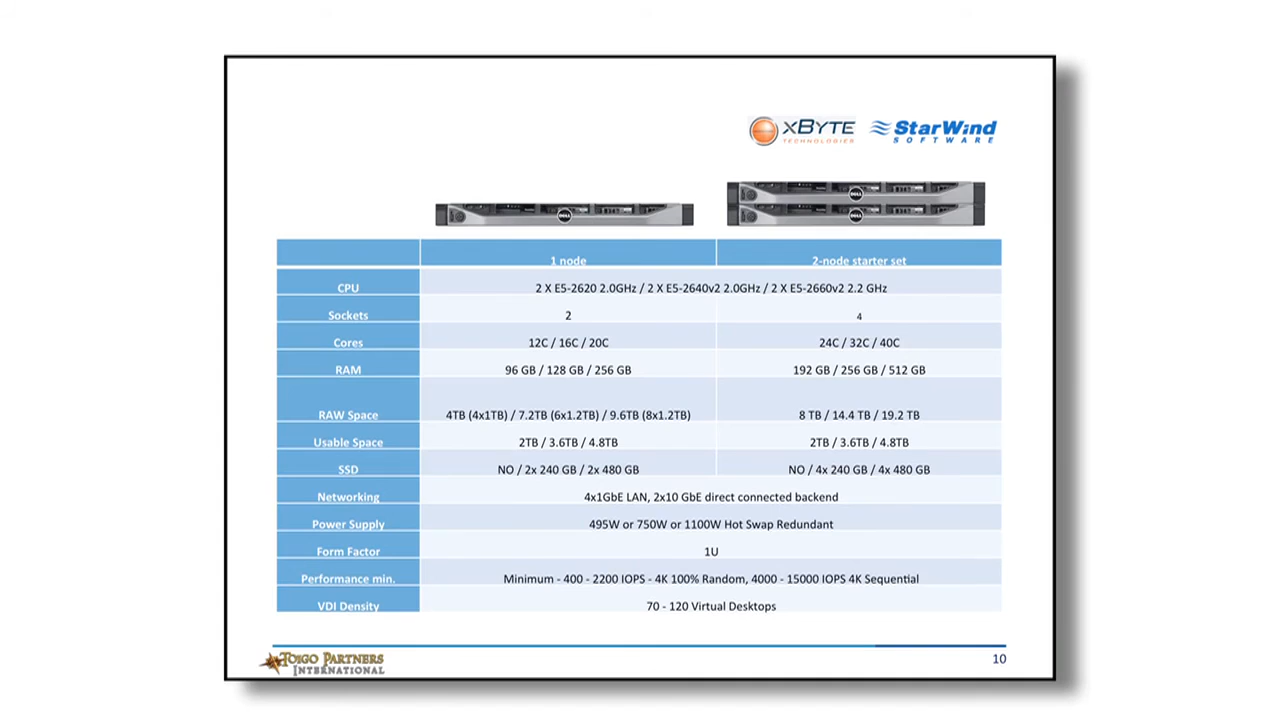 xBYTE StarWind
TECHNOLOGIES SOFTWARE
DELL DELL
DELL
1 node 2-node starter set
CPU 2 X E5-2620 2.0GHz / 2 X E5-2640v2 2.0GHz / 2 X E5-2660v2 2.2 GHz
Sockets 2 4
Cores 12C / 16C / 20C 24C / 32C / 40C
RAM 96 GB / 128 GB / 256 GB 192 GB / 256 GB / 512 GB
RAW Space 4TB (4x1TB) / 7.2TB (6x1.2TB) / 9.6TB (8x1.2TB) 8 TB / 14.4 TB / 19.2 TB
Usable Space 2TB / 3.6TB / 4.8TB 2TB / 3.6TB / 4.8TB
SSD NO / 2x 240 GB / 2x 480 GB NO / 4x 240 GB / 4x 480 GB
Networking 4x1GbE LAN, 2x10 GbE direct connected backend
Power Supply 495W or 750W or 1100W Hot Swap Redundant
Form Factor 1U
Performance min. Minimum - 400 - 2200 IOPS - 4K 100% Random, 4000 - 15000 IOPS 4K Sequential
VDI Density 70 - 120 Virtual Desktops
TOIGO PARTNERS 10
INTERNATIONAL